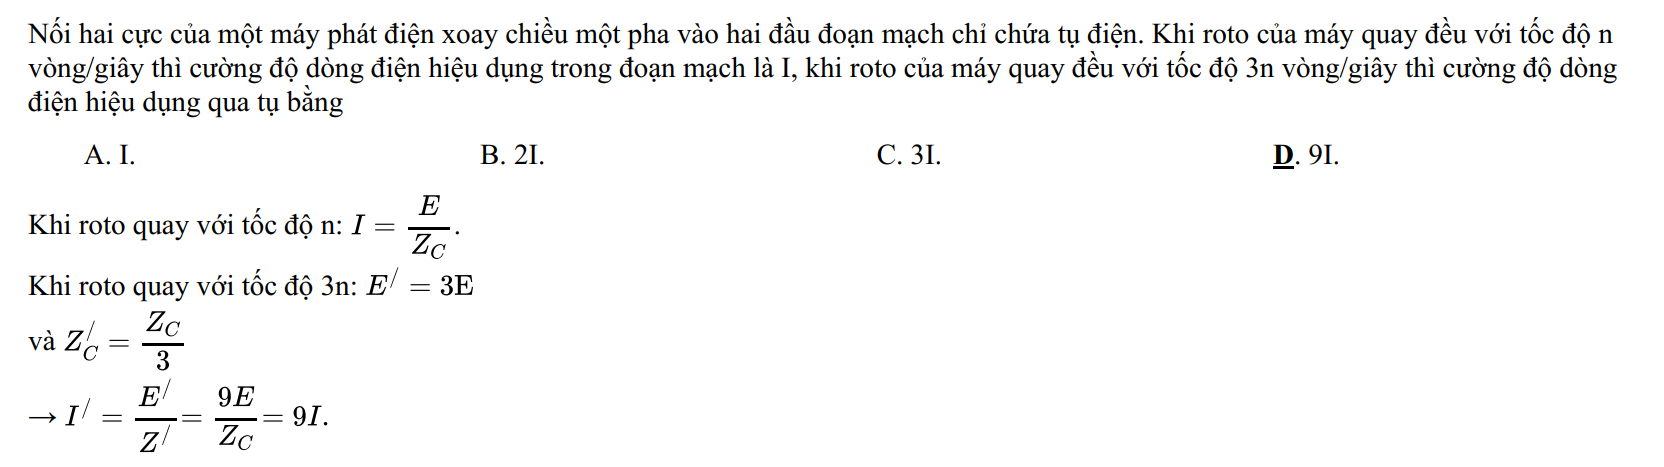 Nối hai cực của một máy phát điện xoay chiều một pha vào hai đầu đoạn mạch chỉ chứa tụ điện. Khi roto của máy quay đều với tốc độ n
vòng/giây thì cường độ dòng điện hiệu dụng trong đoạn mạch là I, khi roto của máy quay đều với tốc độ 3n vòng/giây thì cường độ dòng
điện hiệu dụng qua tụ bằng
A. I. B. 2I. C. 3I. D. 9I.
Khi roto quay với tốc độ n: $I = \frac{E}{Z_C}$.
Khi roto quay với tốc độ 3n: $E^{/} = 3\mathrm{E}$
và $Z_C^{/} = \frac{Z_C}{3}$
$\rightarrow I^{/} = \frac{E^{/}}{Z^{/}} = \frac{9E}{Z_C} = 9I.$